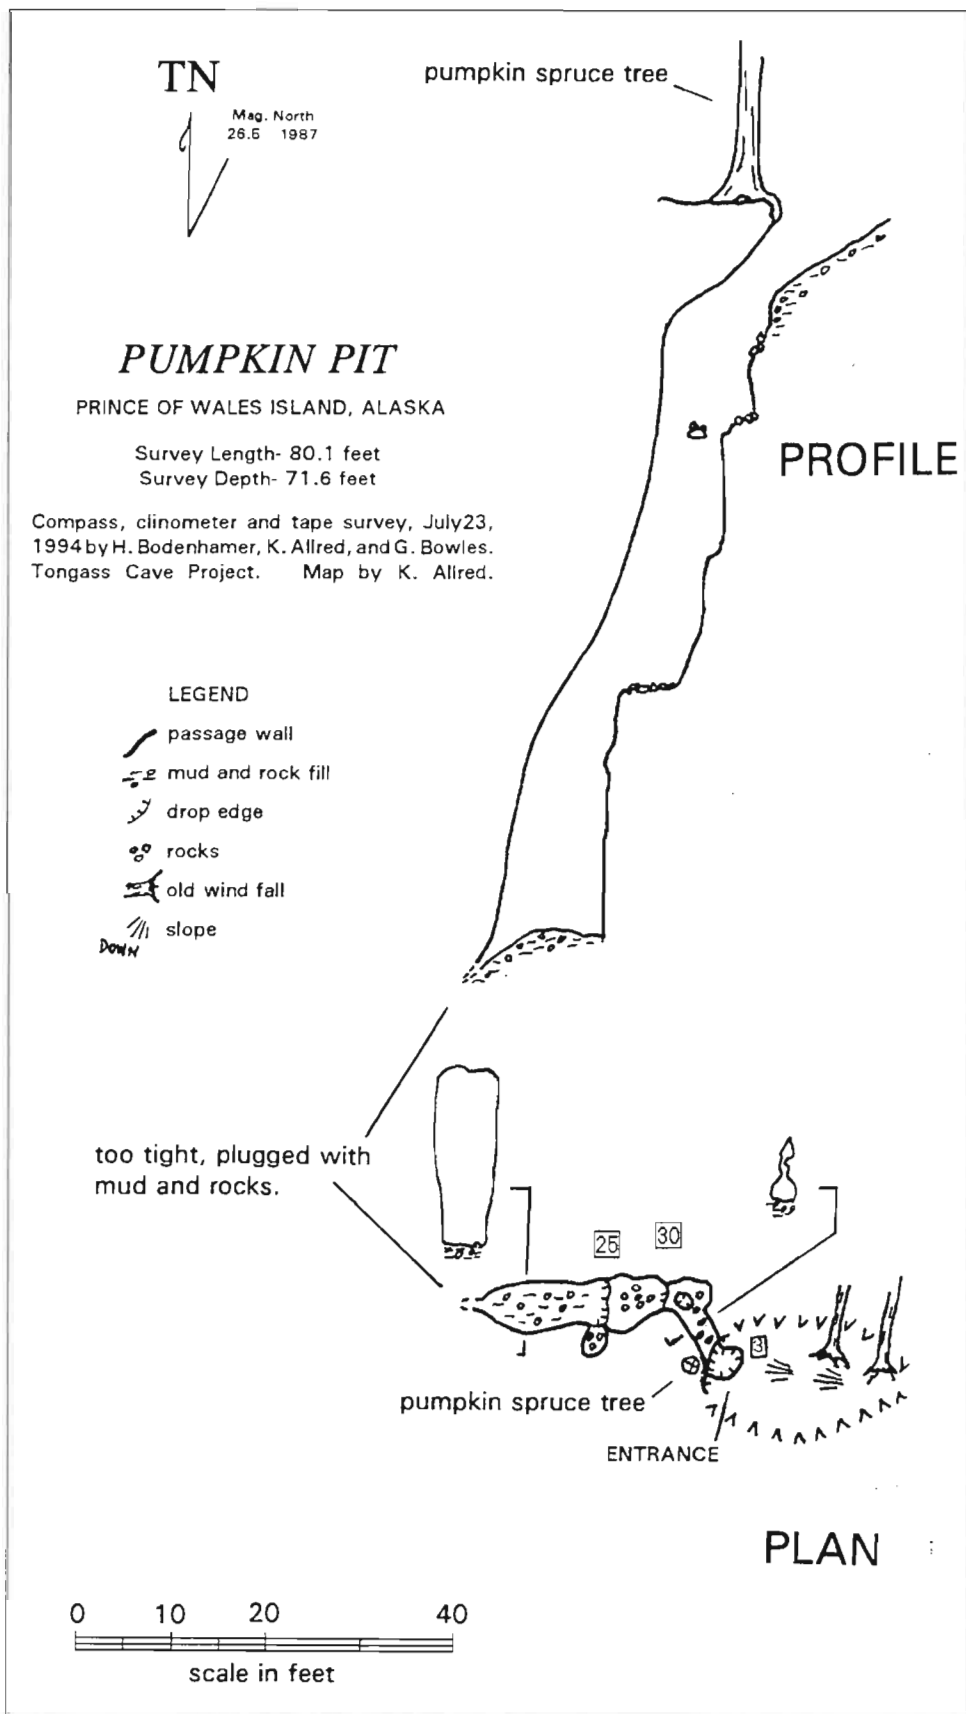 TN
Mag. North
26.5 1987
pumpkin spruce tree
PUMPKIN PIT
PRINCE OF WALES ISLAND, ALASKA
Survey Length- 80.1 feet
Survey Depth- 71.6 feet
Compass, clinometer and tape survey, July23,
1994 by H. Bodenhamer, K. Allred, and G. Bowles.
Tongass Cave Project. Map by K. Allred.
PROFILE
LEGEND
passage wall
mud and rock fill
drop edge
rocks
old wind fall
slope
DOWN
too tight, plugged with
mud and rocks.
25
30
3
pumpkin spruce tree
ENTRANCE
PLAN
0 10 20 40
scale in feet